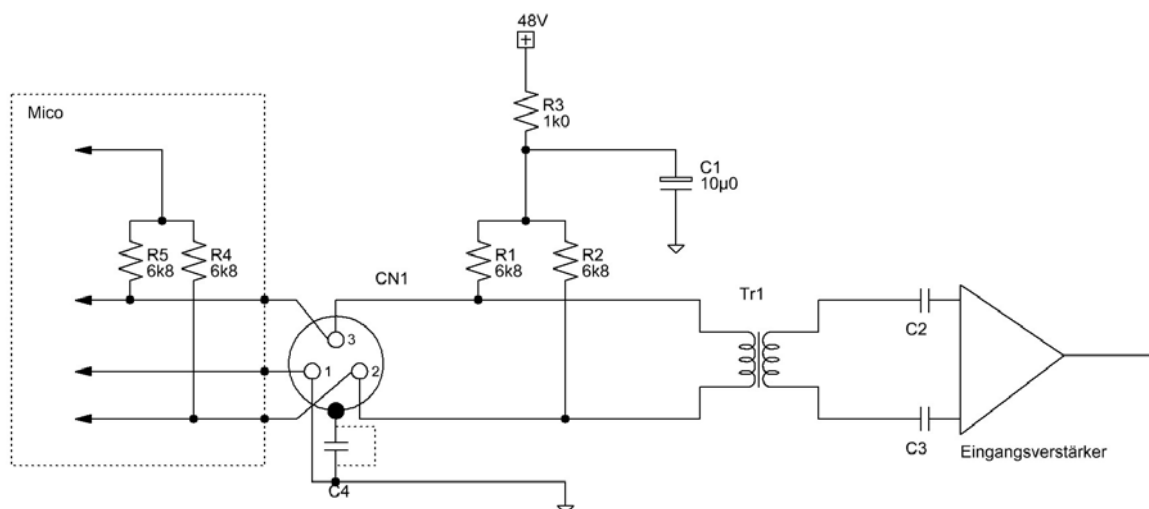 48V
R3
1k0
Mico
C1
10µ0
R5
6k8
R4
6k8
R1
6k8
R2
6k8
CN1
Tr1
3
1
2
C2
C3
C4
Eingangsverstärker